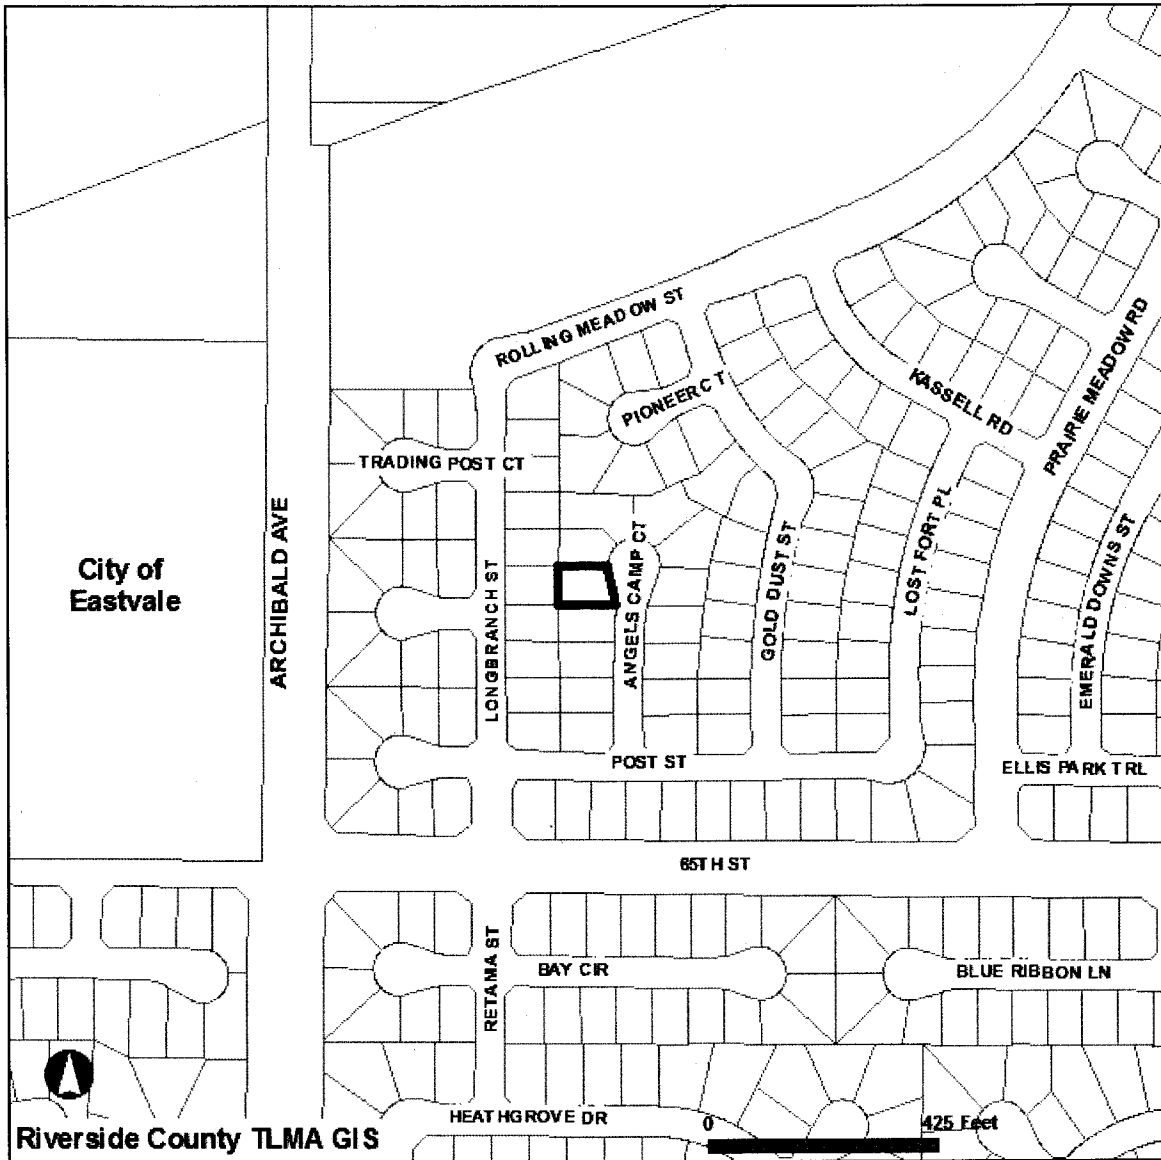 ROLLING MEADOW ST
PIONEER CT
KASSELL RD
PRAIRIE MEADOW RD
TRADING POST CT
ARCHIBALD AVE
City of
Eastvale
LONGBRANCH ST
ANGELS CAMP CT
GOLD DUST ST
LOST FORT PL
EMERALD DOWNS ST
POST ST
ELLIS PARK TRL
65TH ST
RETAMA ST
BAY CIR
BLUE RIBBON LN
HEATHGROVE DR
0
425 Feet
Riverside County TLMA GIS